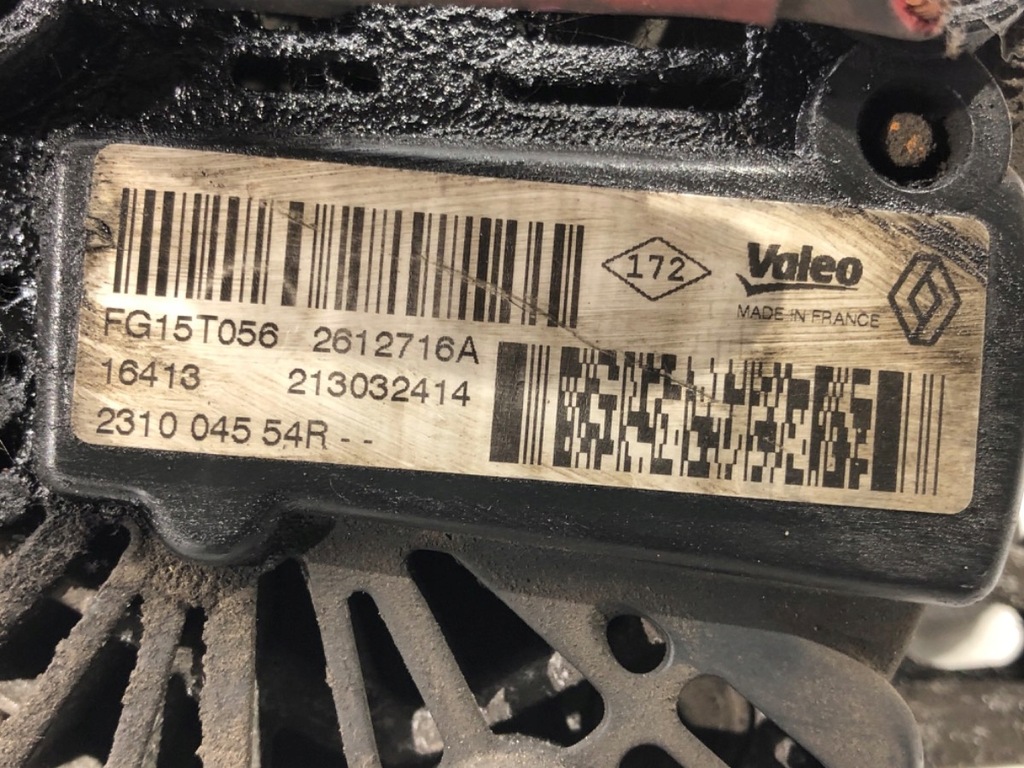 172
Valeo
MADE IN FRANCE
FG15T056 2612716A
16413 213032414
2310 045 54R - -